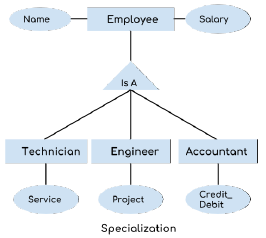 Name
Employee
Salary
Is A
Technician
Engineer
Accountant
Service
Project
Credit_
Debit
Specialization